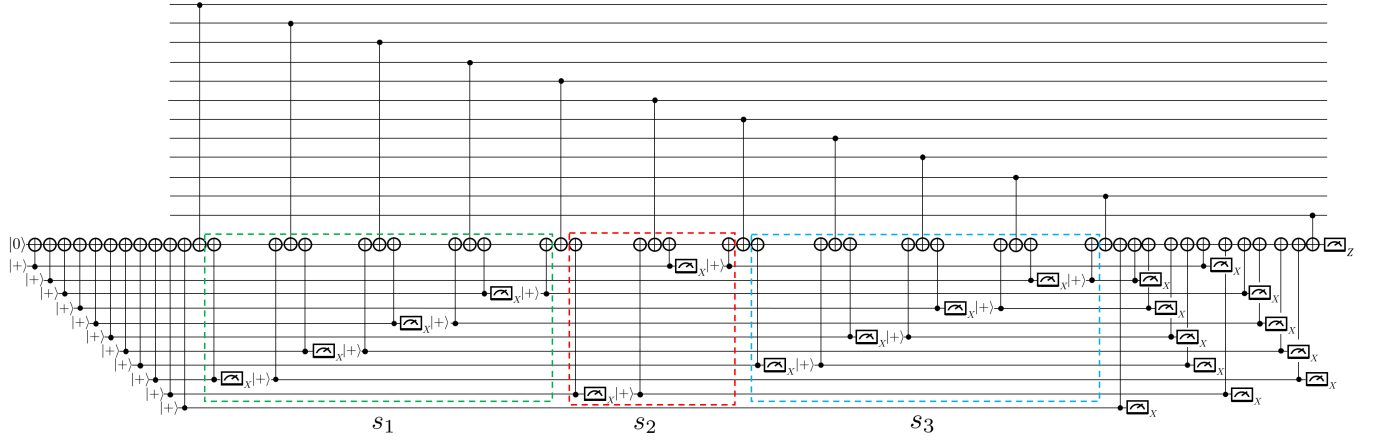 |0⟩ Z
|+⟩ X |+⟩ X
|+⟩ X |+⟩ X
|+⟩ X |+⟩ X
|+⟩ X |+⟩ X
|+⟩ X |+⟩ X
|+⟩ X |+⟩ X
|+⟩ X |+⟩ X
|+⟩ X |+⟩ X
|+⟩ X |+⟩ X
|+⟩ X |+⟩ X
|+⟩ X
s₁ s₂ s₃